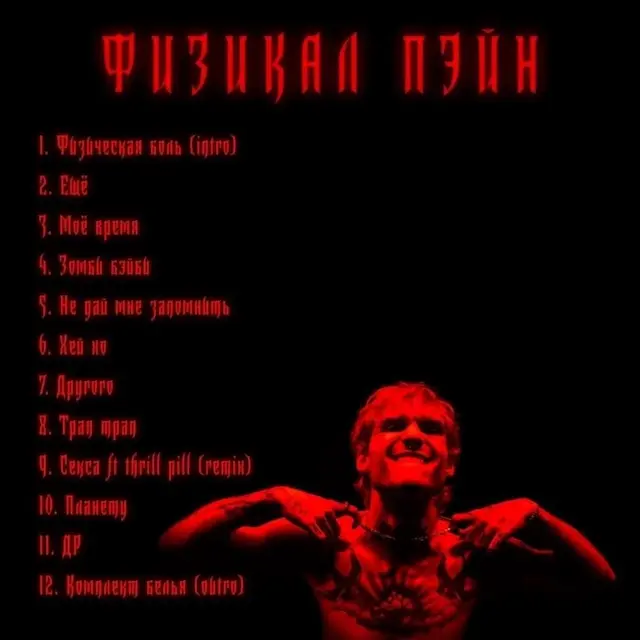 ФИЗИКАЛ ПЭЙН
1. Физическая боль (intro)
2. Ещё
3. Моё время
4. Зомби бэйби
5. Не дай мне запомнить
6. Хей хо
7. Другого
8. Трап трап
9. Секса ft thrill pill (remix)
10. Планету
11. ДР
12. Комплект белья (outro)